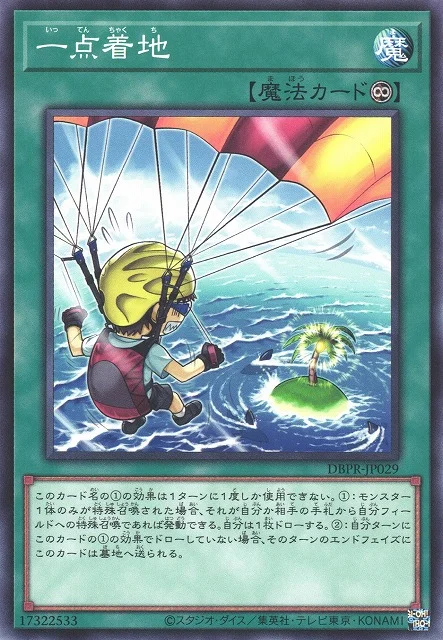 一点着地
魔
【魔法カード∞】
DBPR-JP029
このカード名の①の効果は1ターンに1度しか使用できない。①:モンスター
1体のみが特殊召喚された場合、それが自分か相手の手札から自分フィー
ルドへの特殊召喚であれば発動できる。自分は1枚ドローする。②:自分ターンに
このカードの①の効果でドローしていない場合、そのターンのエンドフェイズに
このカードは墓地へ送られる。
17322533
©スタジオ・ダイス/集英社・テレビ東京・KONAMI